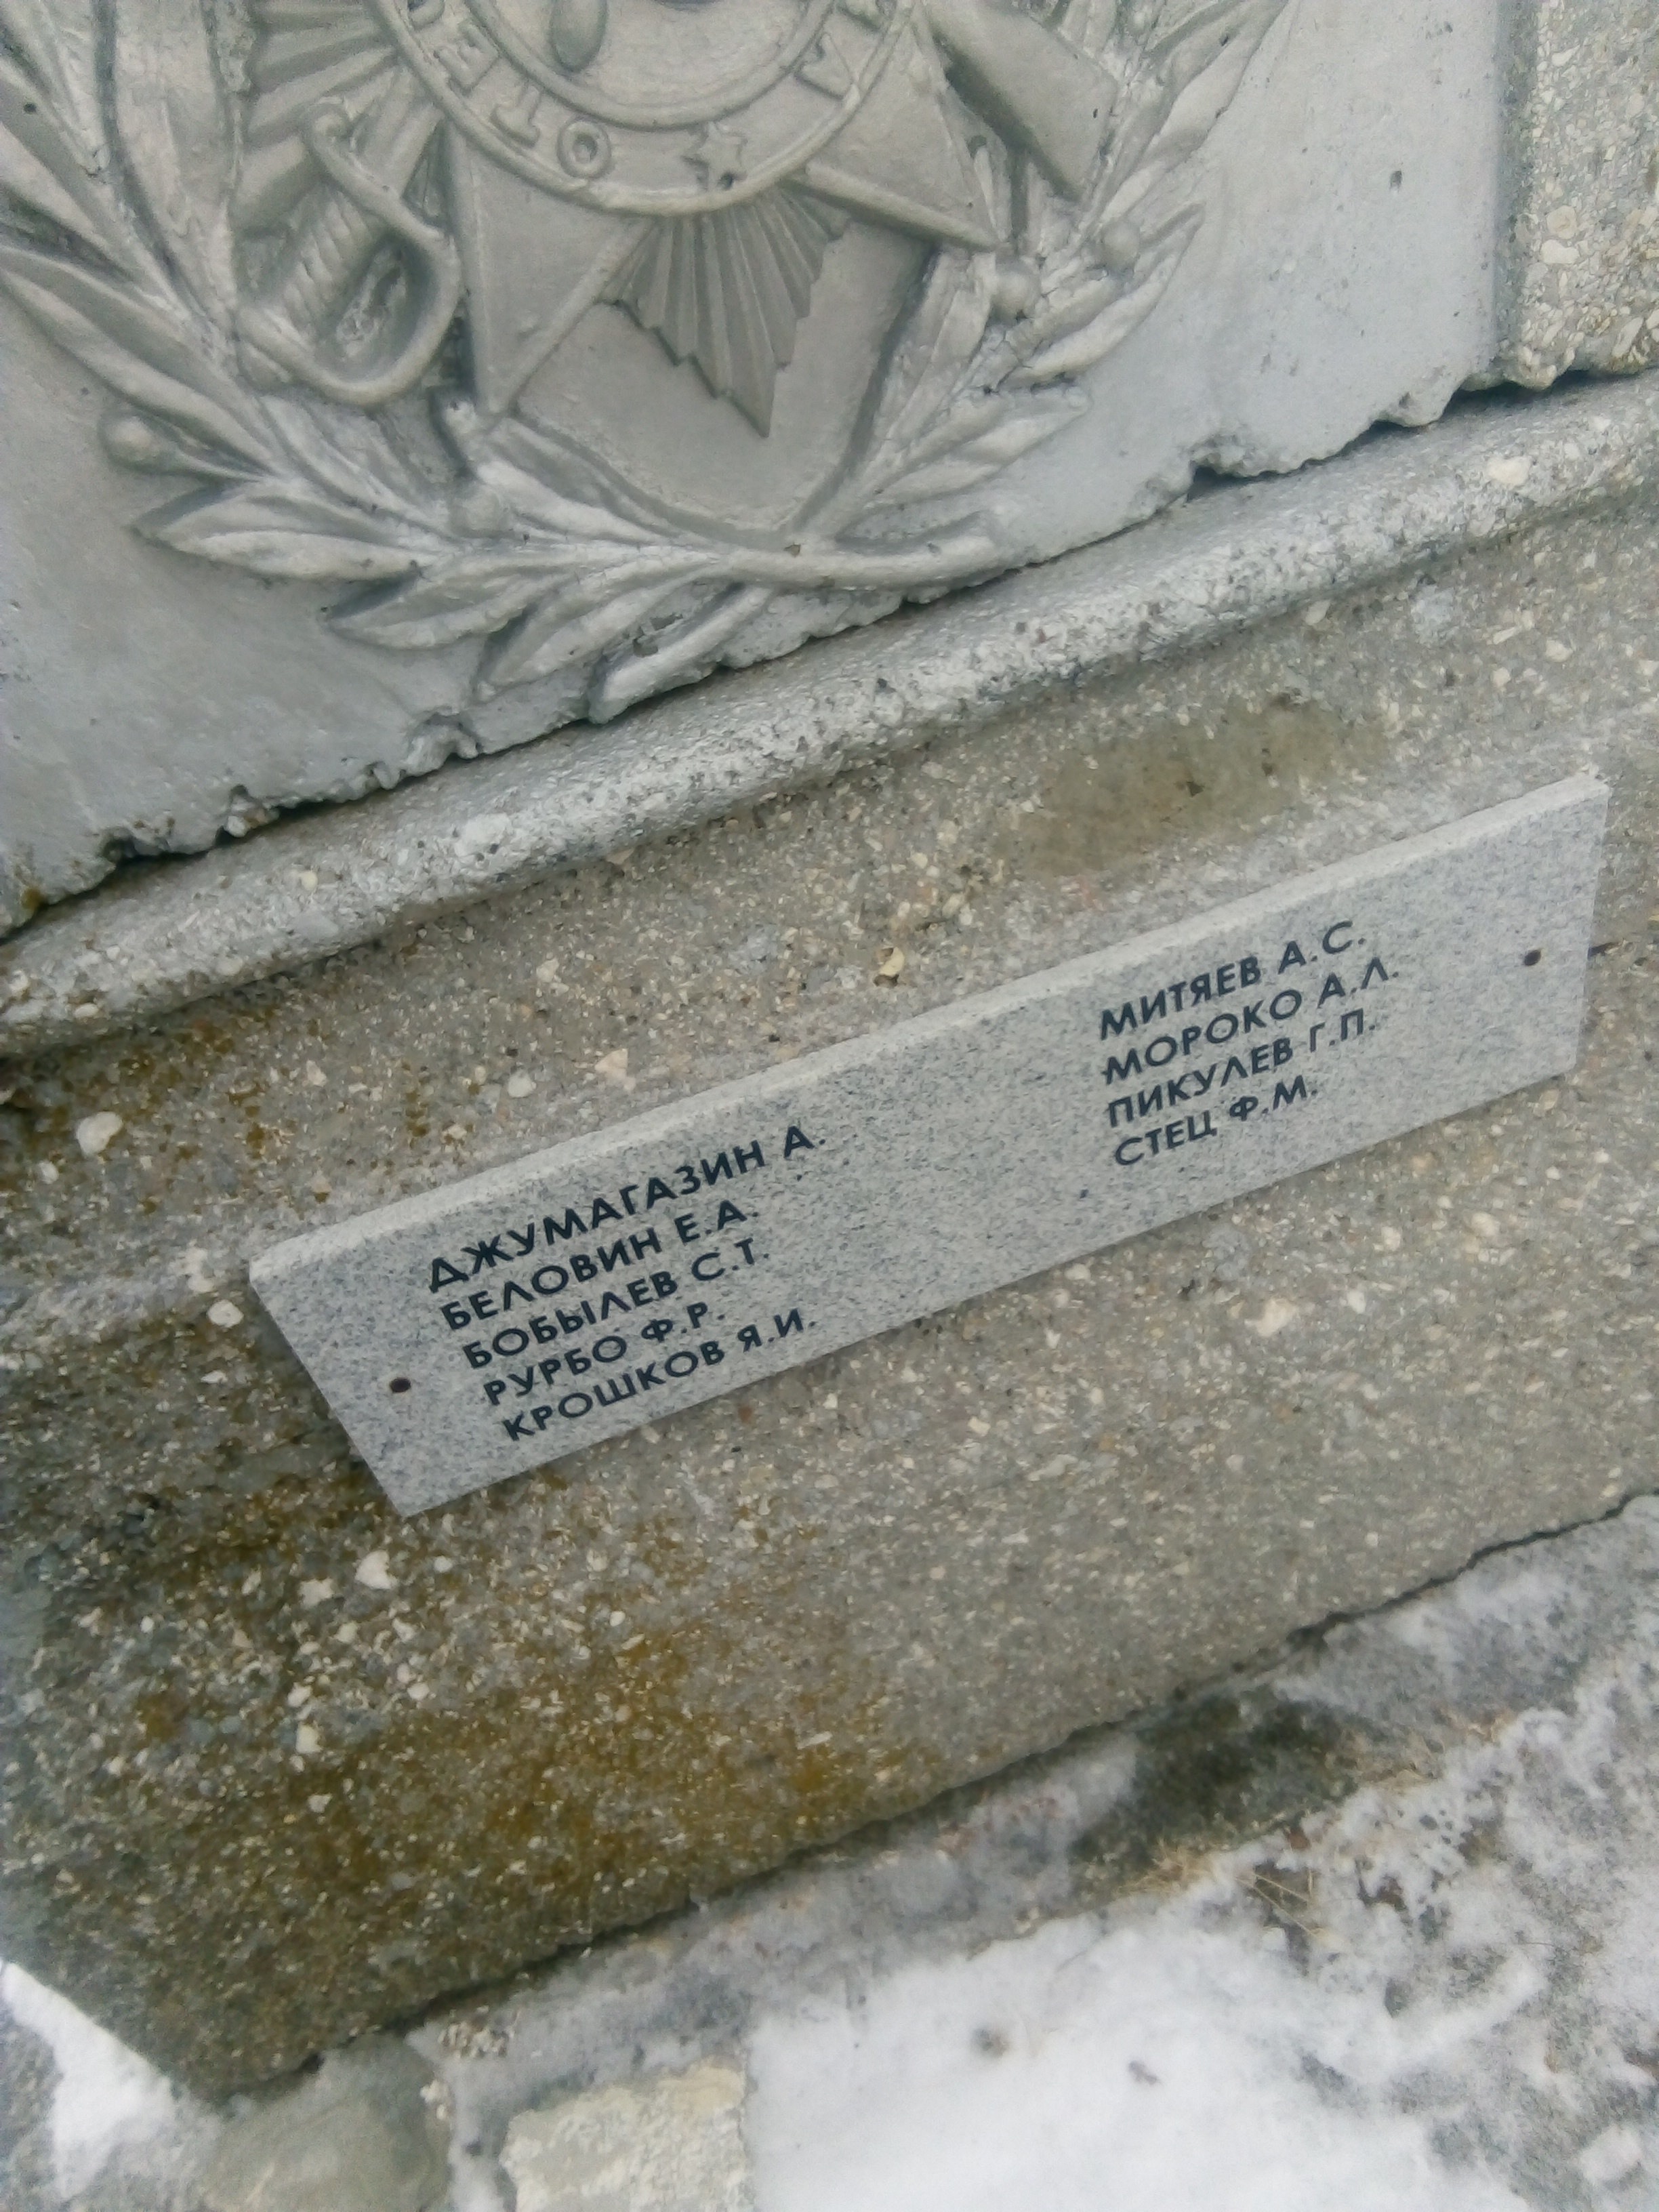 ДЖУМАГАЗИН А.
БЕЛОВИН Е.А.
БОБЫЛЕВ С.Т.
РУРБО Ф.Р.
КРОШКОВ Я.И.
МИТЯЕВ А.С.
МОРОКО А.Л.
ПИКУЛЕВ Г.П.
СТЕЦ Ф.М.